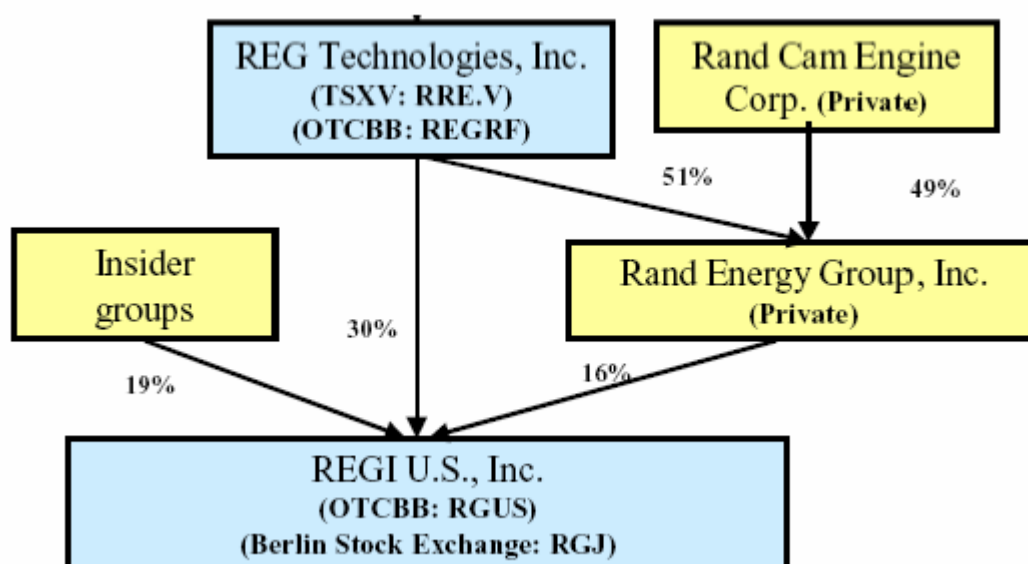 REG Technologies, Inc.
(TSXV: RRE.V)
(OTCBB: REGRF)
Rand Cam Engine
Corp. (Private)
51%
49%
Insider
groups
Rand Energy Group, Inc.
(Private)
30%
19%
16%
REGI U.S., Inc.
(OTCBB: RGUS)
(Berlin Stock Exchange: RGJ)